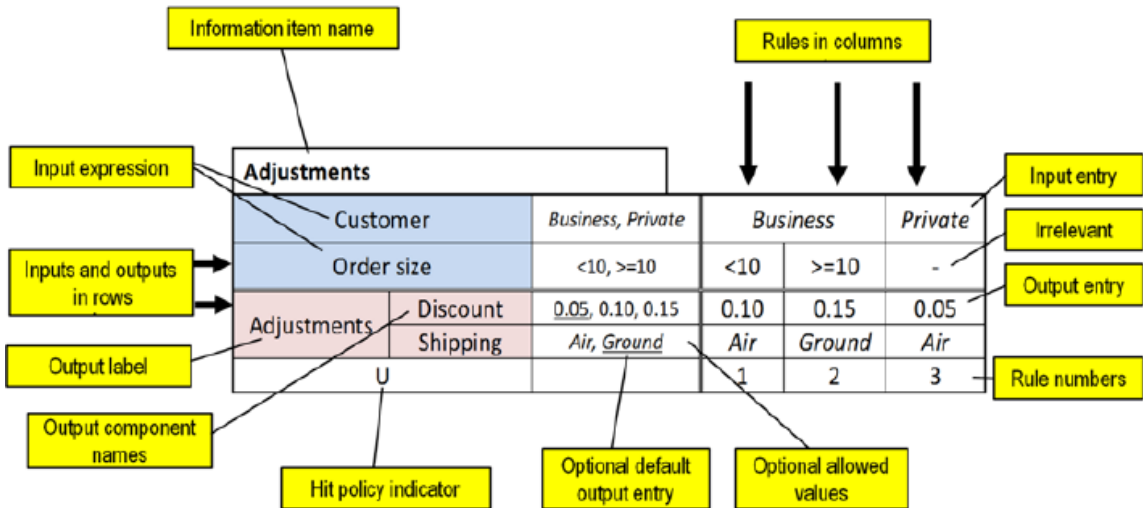 Information item name
Rules in columns
Input expression
Adjustments
Input entry
Customer
Business, Private
Business
Private
Irrelevant
Inputs and outputs
in rows
Order size
<10, >=10
<10
>=10
-
Output entry
Adjustments
Discount
0.05, 0.10, 0.15
0.10
0.15
0.05
Shipping
Air, Ground
Air
Ground
Air
Output label
U
1
2
3
Rule numbers
Output component
names
Hit policy indicator
Optional default
output entry
Optional allowed
values